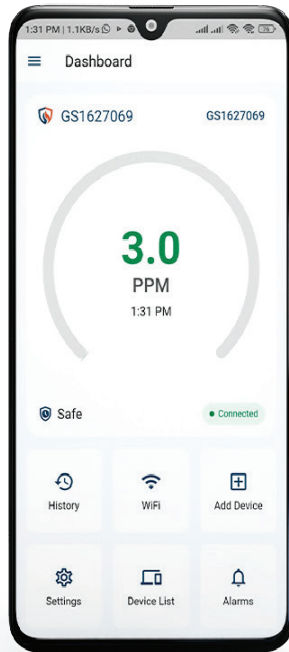 1:31 PM | 1.1KB/s
Dashboard
GS1627069 GS1627069
3.0
PPM
1:31 PM
Safe Connected
History WiFi Add Device
Settings Device List Alarms